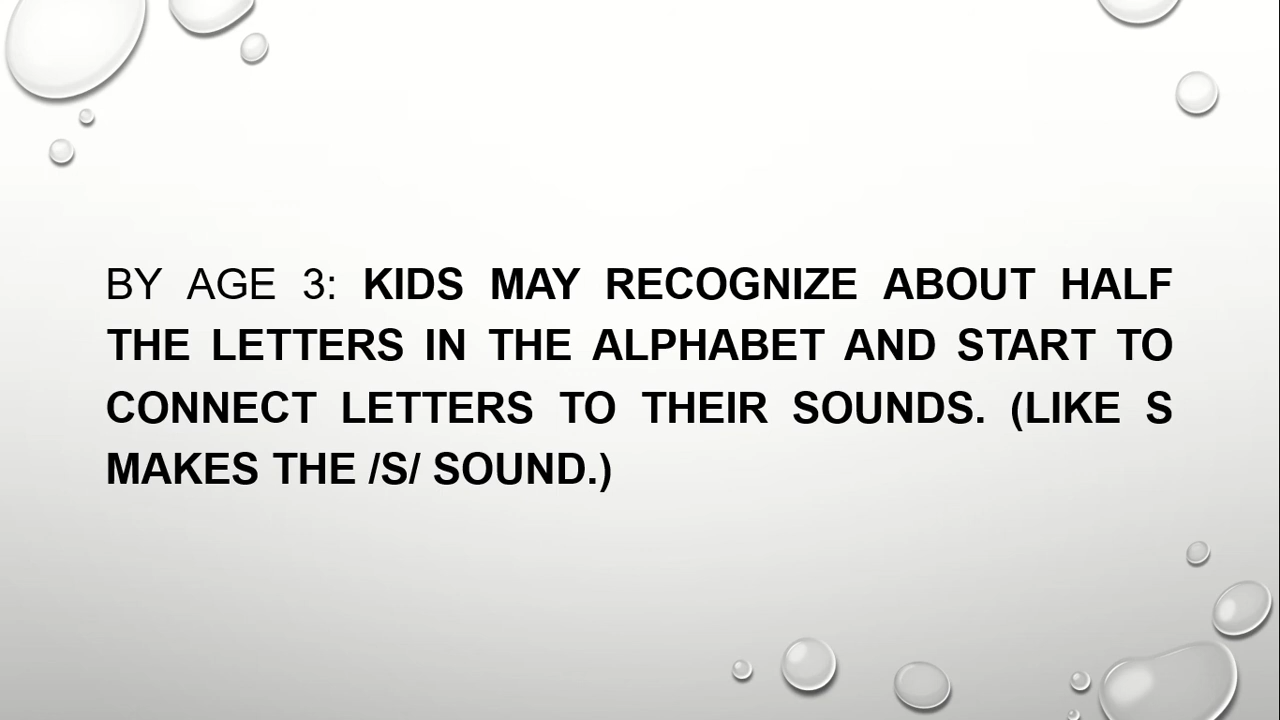 BY AGE 3: KIDS MAY RECOGNIZE ABOUT HALF
THE LETTERS IN THE ALPHABET AND START TO
CONNECT LETTERS TO THEIR SOUNDS. (LIKE S
MAKES THE /S/ SOUND.)